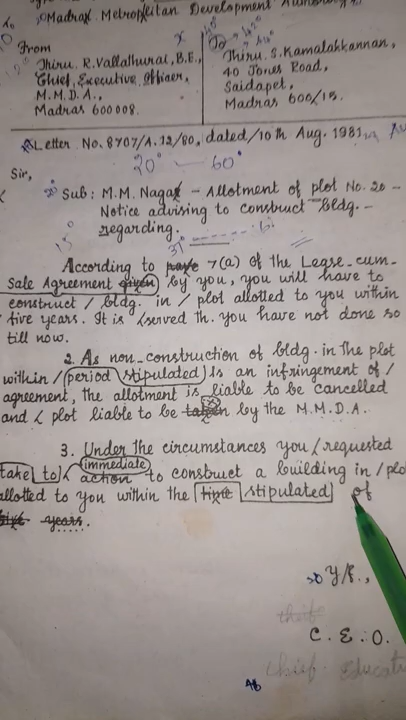 Madras Metropolitan Development
From
Thiru. R. Vallathurai, B.E.,
Chief, Executive Officer,
M.M.D.A.,
Madras 600008.
To
Thiru. S. Kamalakkannan,
40 Jones Road,
Saidapet,
Madras 600/15.
Letter No. 8707/A.12/80, dated/10th Aug. 1981
20° — 60°
Sir,
Sub: M.M. Nagar – Allotment of plot No. 20 –
Notice advising to construct bldg. –
regarding.
According to 7(a) of the Lease-cum-
Sale Agreement given by you, you will have to
construct / bldg. in / plot allotted to you within
five years. It is /served th. you have not done so
till now.
2. As non-construction of bldg. in the plot
within / period stipulated is an infringement of /
agreement, the allotment is liable to be cancelled
and < plot liable to be taken by the M.M.D.A.
3. Under the circumstances you / requested
immediate
take to < action to construct a building in / plo
allotted to you within the time stipulated of
years.
Y/f.,
C. E. O.
Chief. Educati